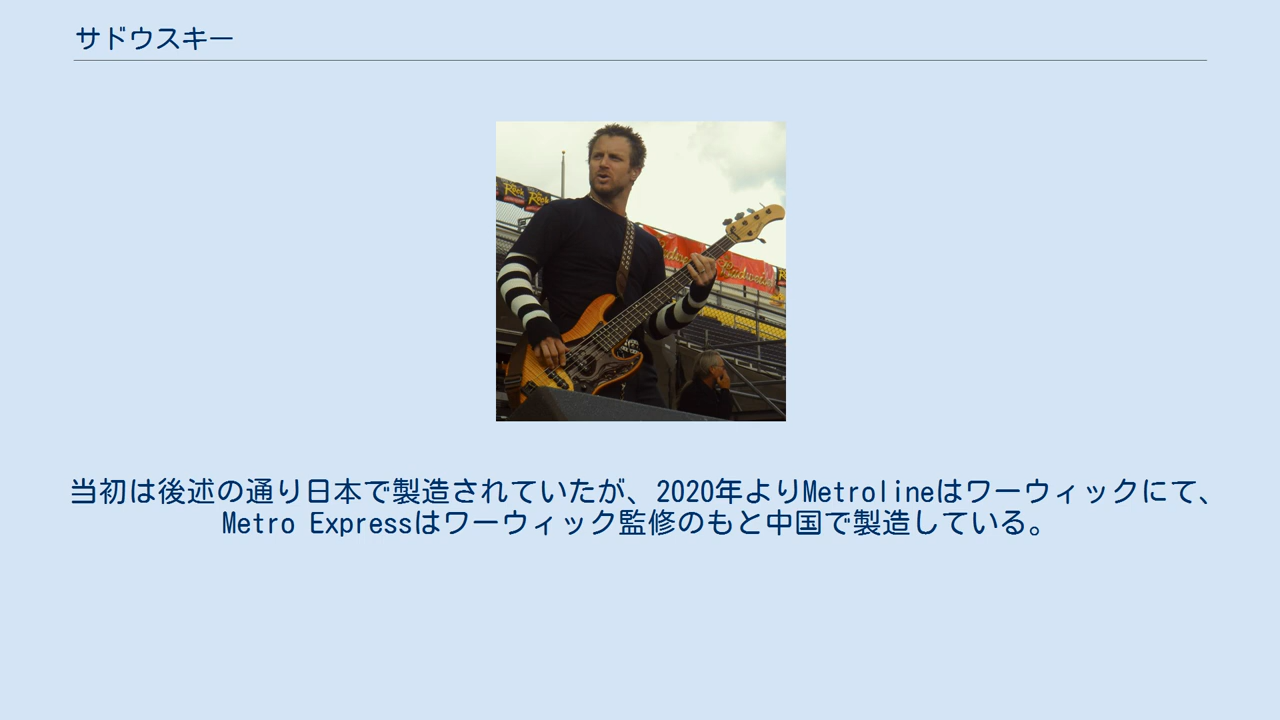 サドウスキー
当初は後述の通り日本で製造されていたが、2020年よりMetrolineはワーウィックにて、
Metro Expressはワーウィック監修のもと中国で製造している。